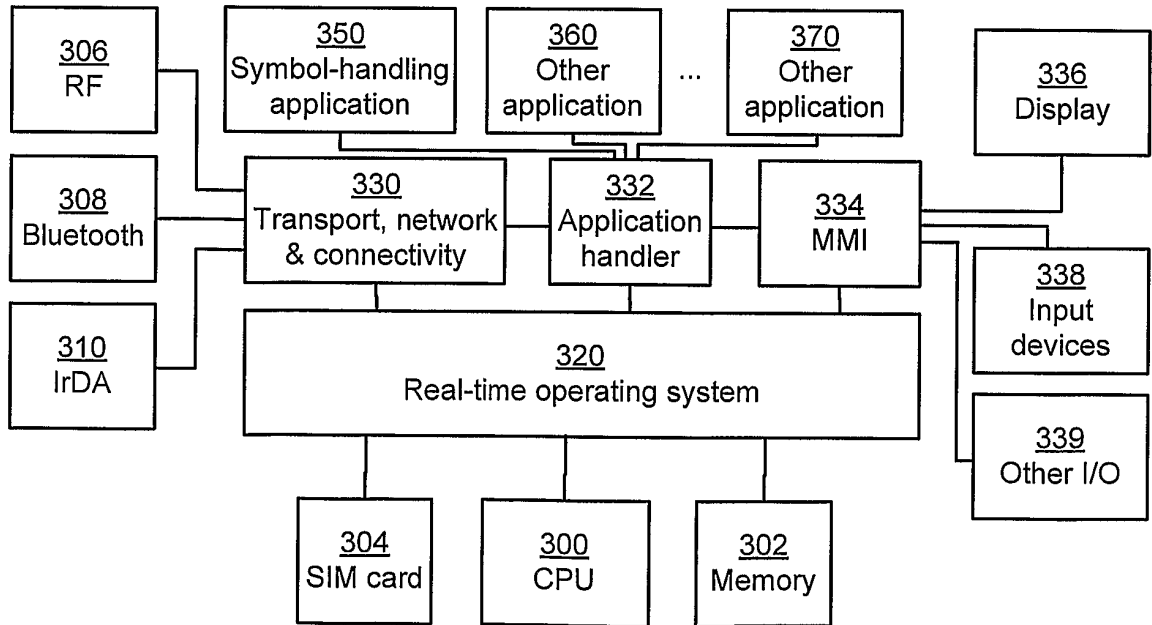 306
RF
350
Symbol-handling
application
360
Other
application
...
370
Other
application
336
Display
308
Bluetooth
330
Transport, network
& connectivity
332
Application
handler
334
MMI
338
Input
devices
310
IrDA
320
Real-time operating system
339
Other I/O
304
SIM card
300
CPU
302
Memory